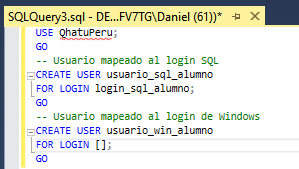 SQLQuery3.sql - DE...FV7TG\Daniel (61))*
USE QhatuPeru;
GO
-- Usuario mapeado al login SQL
CREATE USER usuario_sql_alumno
FOR LOGIN login_sql_alumno;
GO
-- Usuario mapeado al login de Windows
CREATE USER usuario_win_alumno
FOR LOGIN [];
GO